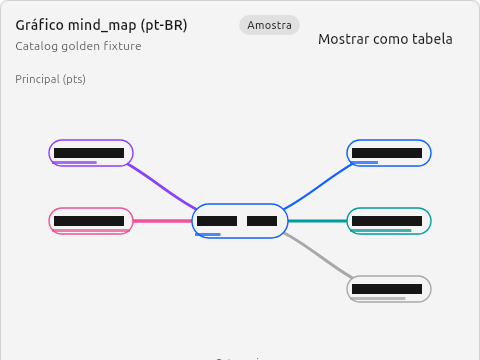 Gráfico mind_map (pt-BR)
Amostra
Mostrar como tabela
Catalog golden fixture
Principal (pts)